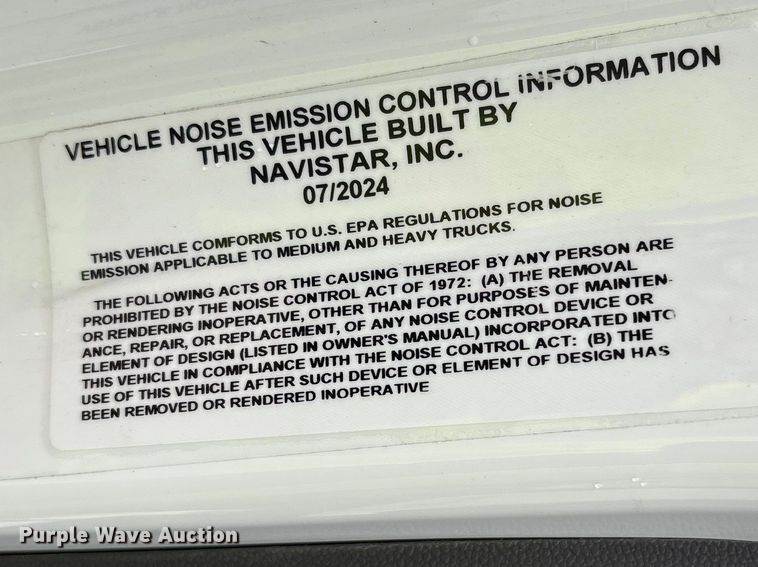 VEHICLE NOISE EMISSION CONTROL INFORMATION
THIS VEHICLE BUILT BY
NAVISTAR, INC.
07/2024
THIS VEHICLE COMFORMS TO U.S. EPA REGULATIONS FOR NOISE
EMISSION APPLICABLE TO MEDIUM AND HEAVY TRUCKS.
THE FOLLOWING ACTS OR THE CAUSING THEREOF BY ANY PERSON ARE
PROHIBITED BY THE NOISE CONTROL ACT OF 1972: (A) THE REMOVAL
OR RENDERING INOPERATIVE, OTHER THAN FOR PURPOSES OF MAINTEN-
ANCE, REPAIR, OR REPLACEMENT, OF ANY NOISE CONTROL DEVICE OR
ELEMENT OF DESIGN (LISTED IN OWNER'S MANUAL) INCORPORATED INTO
THIS VEHICLE IN COMPLIANCE WITH THE NOISE CONTROL ACT: (B) THE
USE OF THIS VEHICLE AFTER SUCH DEVICE OR ELEMENT OF DESIGN HAS
BEEN REMOVED OR RENDERED INOPERATIVE
Purple Wave Auction